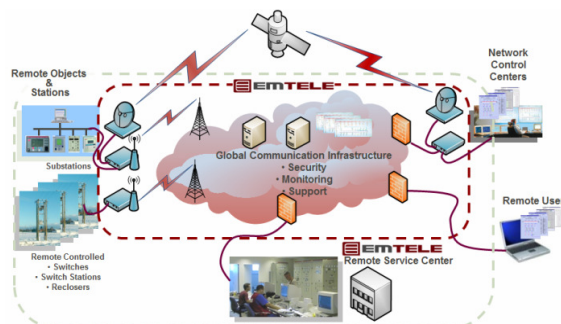 Remote Objects
&
Stations
EMTELE
Network
Control
Centers
Substations
Global Communication Infrastructure
• Security
• Monitoring
• Support
Remote User
Remote Controlled
• Switches
• Switch Stations
• Reclosers
EMTELE
Remote Service Center